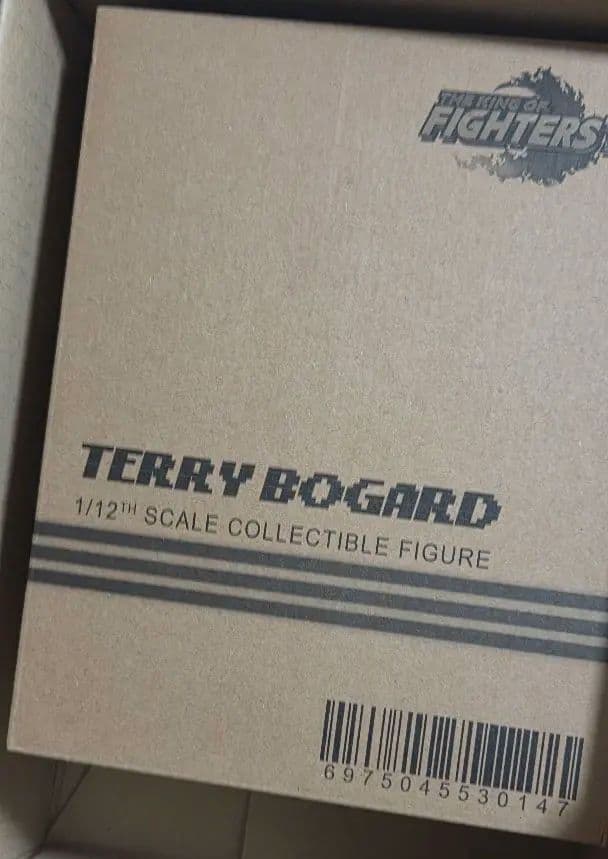 THE KING OF
FIGHTERS
TERRY BOGARD
1/12TH SCALE COLLECTIBLE FIGURE
6975045530147